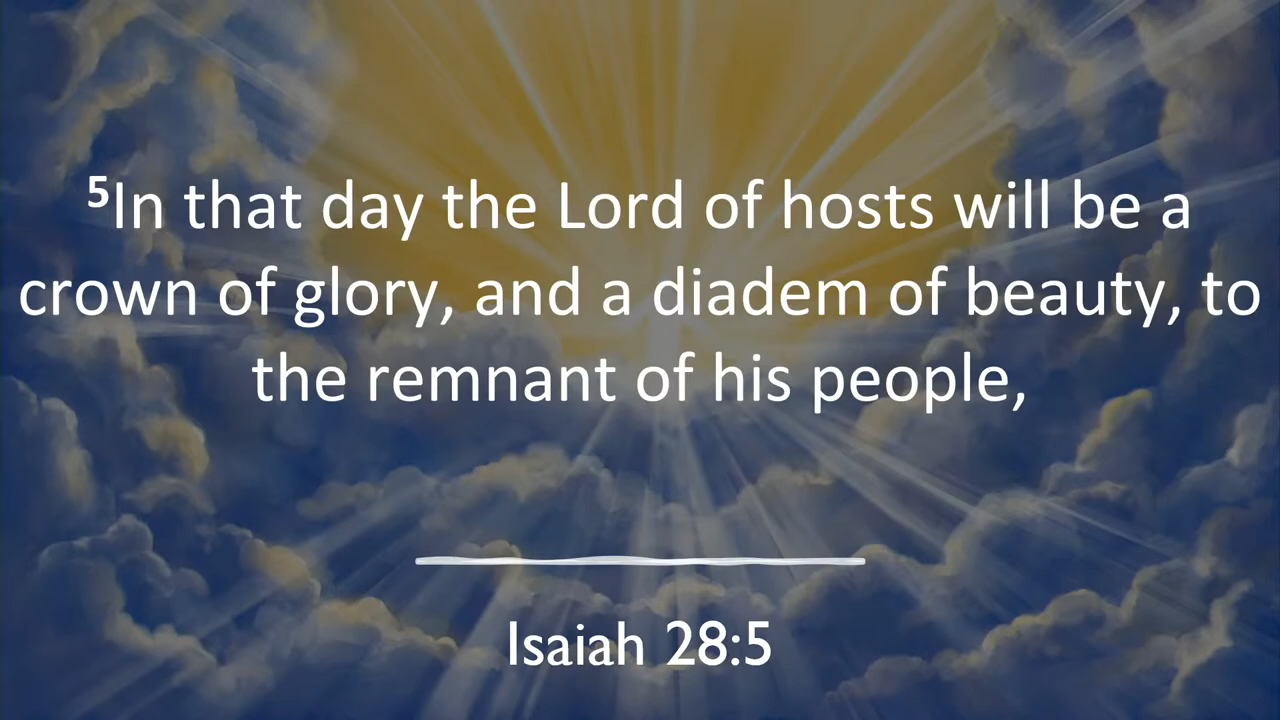 ⁵In that day the Lord of hosts will be a
crown of glory, and a diadem of beauty, to
the remnant of his people,
Isaiah 28:5